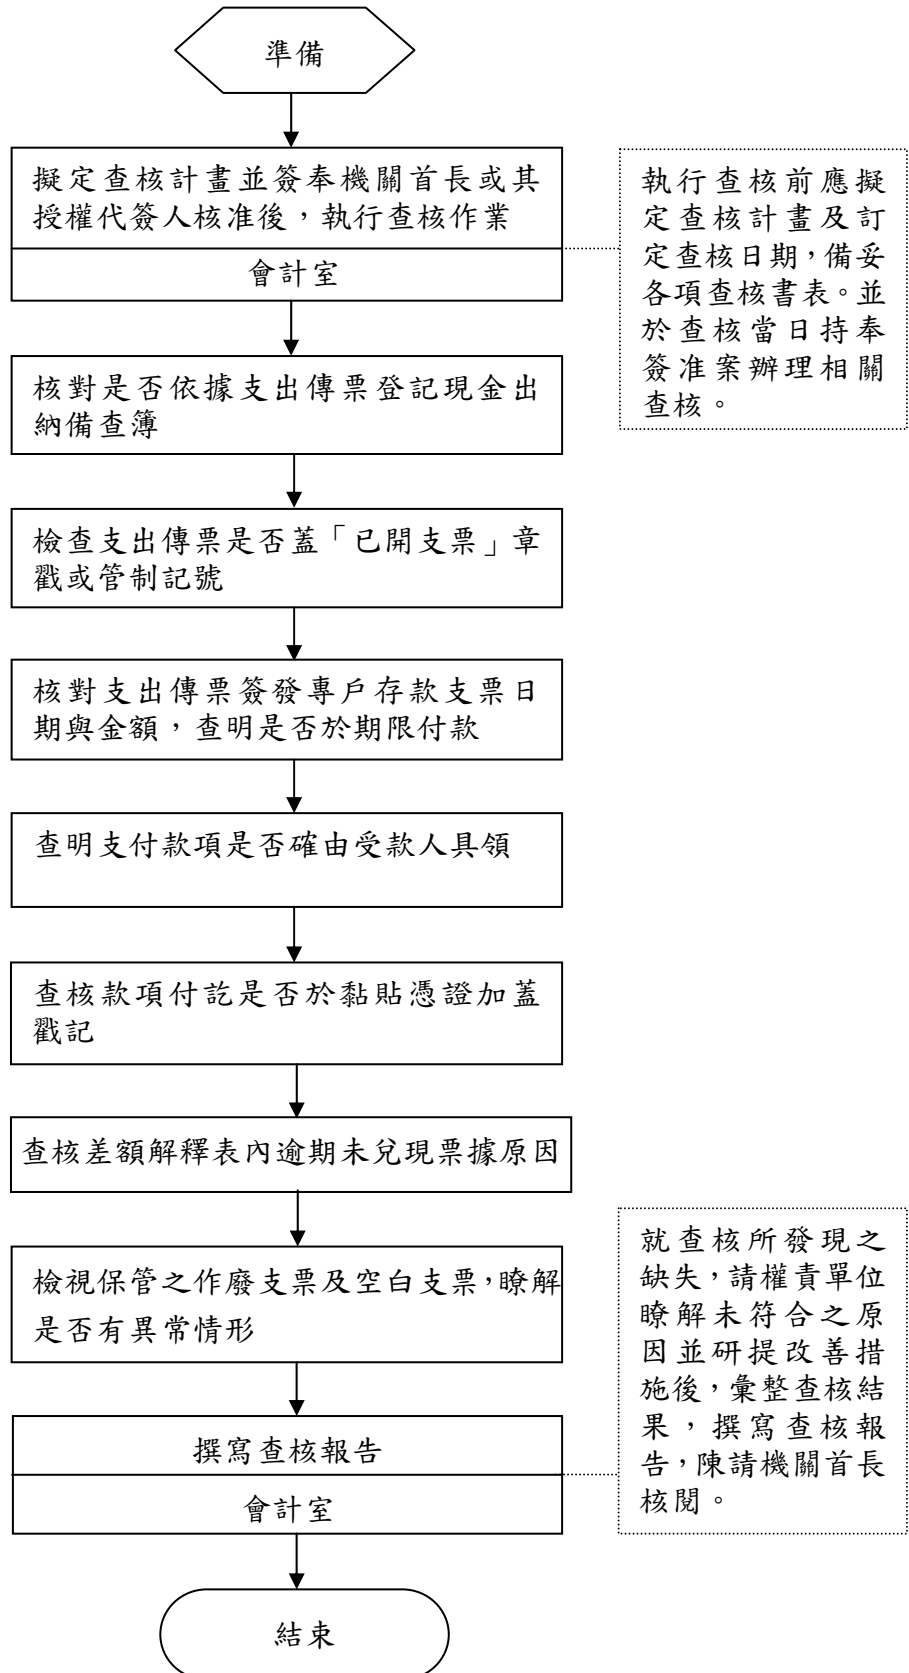 準備
擬定查核計畫並簽奉機關首長或其
授權代簽人核准後，執行查核作業
會計室
執行查核前應擬
定查核計畫及訂
定查核日期，備妥
各項查核書表。並
於查核當日持奉
簽准案辦理相關
查核。
核對是否依據支出傳票登記現金出
納備查簿
檢查支出傳票是否蓋「已開支票」章
戳或管制記號
核對支出傳票簽發專戶存款支票日
期與金額，查明是否於期限付款
查明支付款項是否確由受款人具領
查核款項付訖是否於黏貼憑證加蓋
戳記
查核差額解釋表內逾期未兌現票據原因
檢視保管之作廢支票及空白支票，瞭解
是否有異常情形
撰寫查核報告
會計室
就查核所發現之
缺失，請權責單位
瞭解未符合之原
因並研提改善措
施後，彙整查核結
果，撰寫查核報
告，陳請機關首長
核閱。
結束